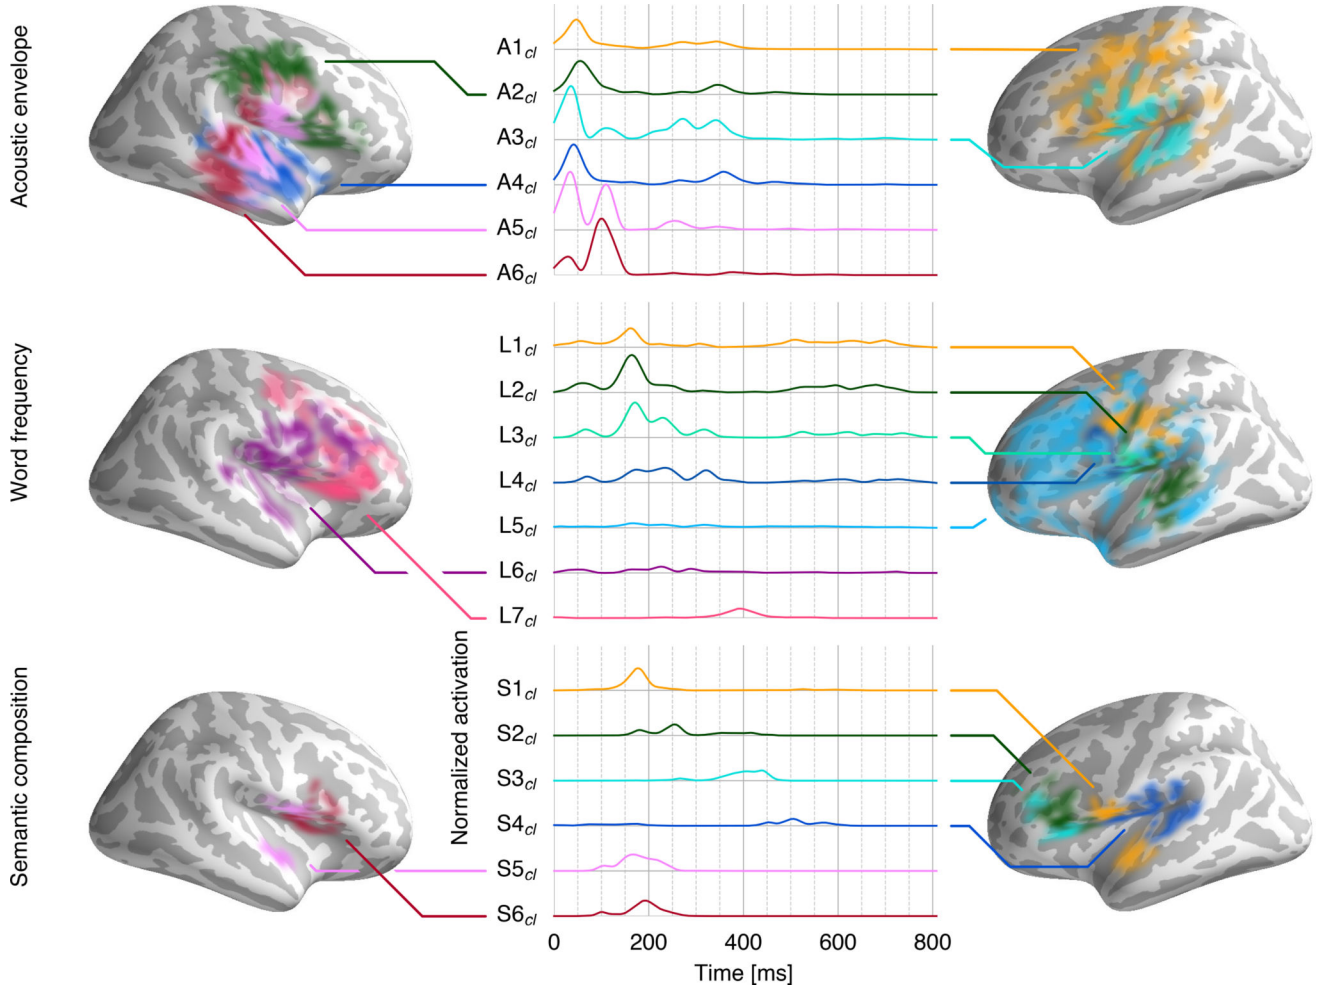 Acoustic envelope
A1cl
A2cl
A3cl
A4cl
A5cl
A6cl
Word frequency
L1cl
L2cl
L3cl
L4cl
L5cl
L6cl
L7cl
Semantic composition
Normalized activation
S1cl
S2cl
S3cl
S4cl
S5cl
S6cl
0 200 400 600 800
Time [ms]